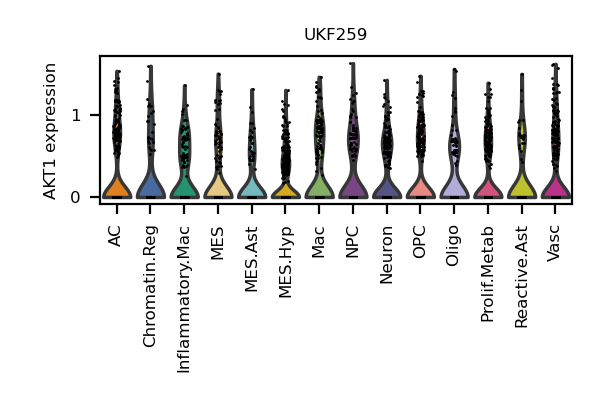 UKF259
AKT1 expression
1
0
AC
Chromatin.Reg
Inflammatory.Mac
MES
MES.Ast
MES.Hyp
Mac
NPC
Neuron
OPC
Oligo
Prolif.Metab
Reactive.Ast
Vasc